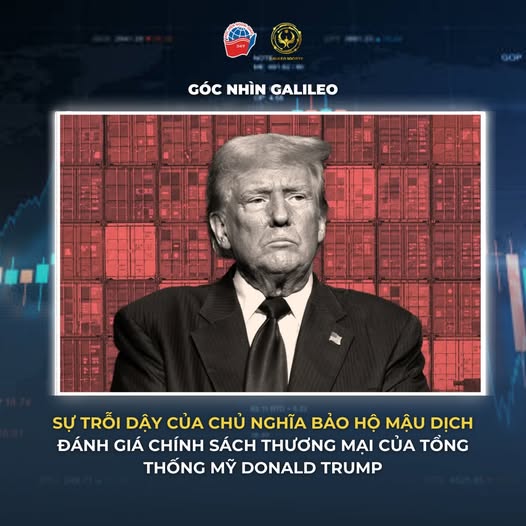 GÓC NHÌN GALILEO
SỰ TRỖI DẬY CỦA CHỦ NGHĨA BẢO HỘ MẬU DỊCH
ĐÁNH GIÁ CHÍNH SÁCH THƯƠNG MẠI CỦA TỔNG
THỐNG MỸ DONALD TRUMP